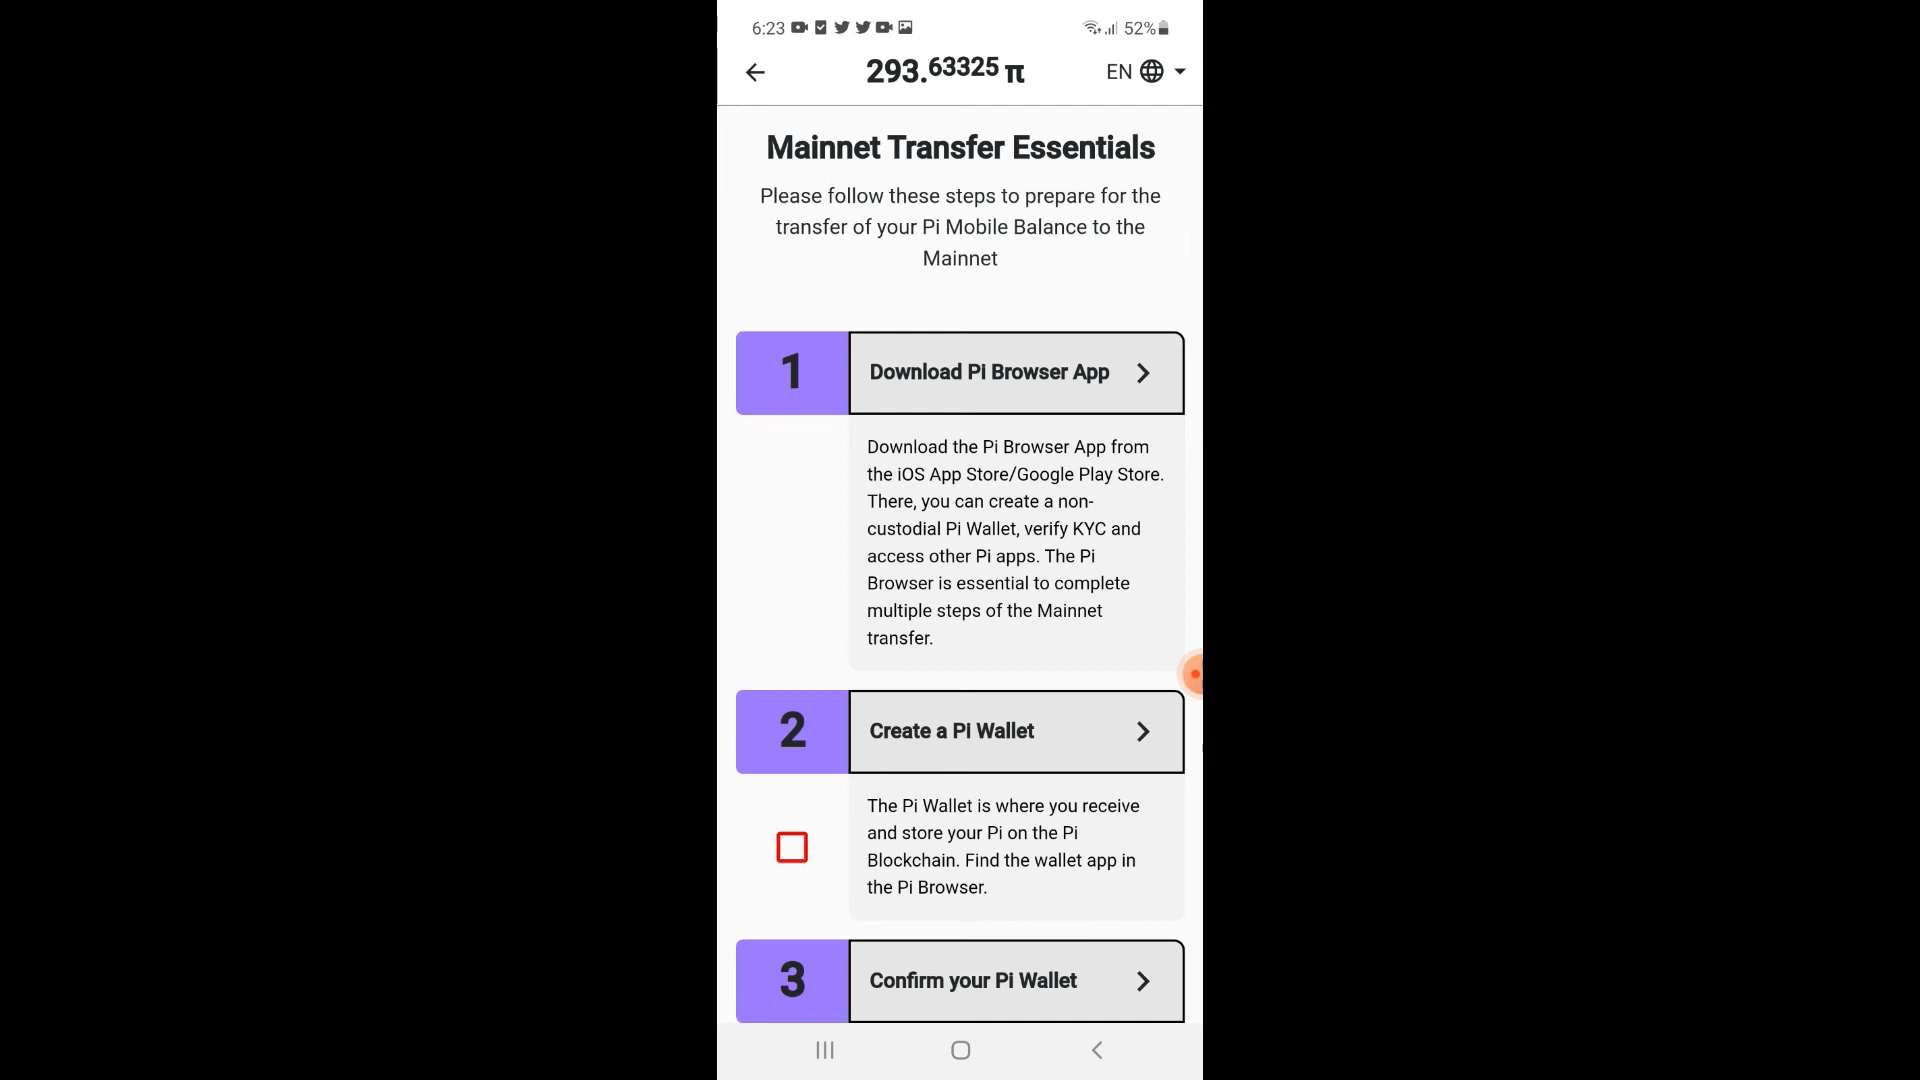 6:23
52%
293.63325 π
EN
Mainnet Transfer Essentials
Please follow these steps to prepare for the
transfer of your Pi Mobile Balance to the
Mainnet
1
Download Pi Browser App
Download the Pi Browser App from
the iOS App Store/Google Play Store.
There, you can create a non-
custodial Pi Wallet, verify KYC and
access other Pi apps. The Pi
Browser is essential to complete
multiple steps of the Mainnet
transfer.
2
Create a Pi Wallet
The Pi Wallet is where you receive
and store your Pi on the Pi
Blockchain. Find the wallet app in
the Pi Browser.
3
Confirm your Pi Wallet